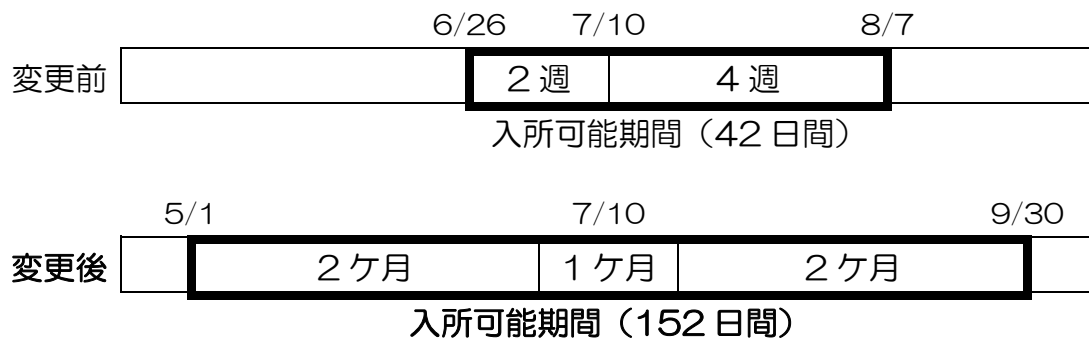 6/26 7/10 8/7
変更前 2週 4週
入所可能期間（42日間）
5/1 7/10 9/30
変更後 2ケ月 1ケ月 2ケ月
入所可能期間（152日間）